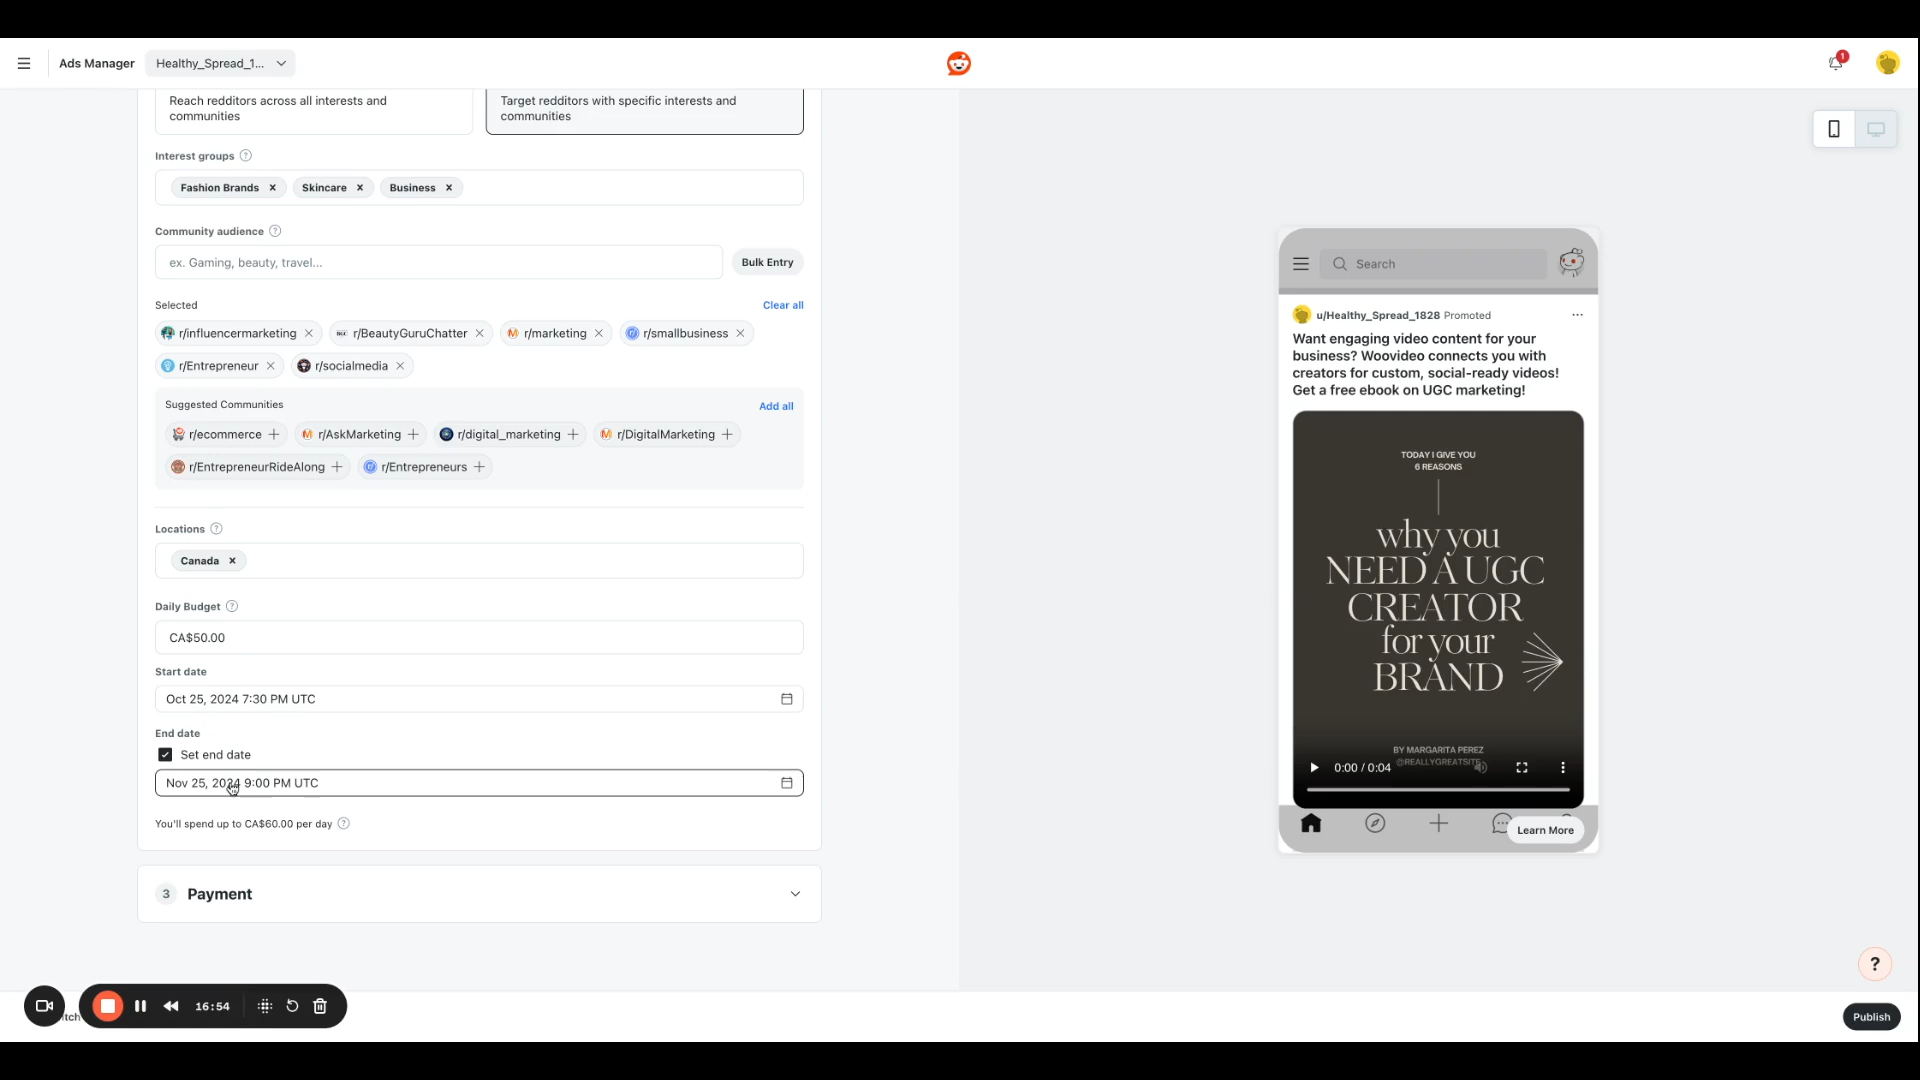 Ads Manager
Healthy_Spread_1...
1
Reach redditors across all interests and
communities
Target redditors with specific interests and
communities
Interest groups ?
Fashion Brands ×
Skincare ×
Business ×
Community audience ?
ex. Gaming, beauty, travel...
Bulk Entry
Selected
Clear all
r/influencermarketing
r/BeautyGuruChatter
r/marketing
r/smallbusiness
r/Entrepreneur
r/socialmedia
Suggested Communities
Add all
r/ecommerce
r/AskMarketing
r/digital_marketing
r/DigitalMarketing
r/EntrepreneurRideAlong
r/Entrepreneurs
Locations ?
Canada ×
Daily Budget ?
CA$50.00
Start date
Oct 25, 2024 7:30 PM UTC
End date
Set end date
Nov 25, 2024 9:00 PM UTC
You'll spend up to CA$60.00 per day ?
3 Payment
16:54
tch
Search
u/Healthy_Spread_1828 Promoted
Want engaging video content for your
business? Woovideo connects you with
creators for custom, social-ready videos!
Get a free ebook on UGC marketing!
TODAY I GIVE YOU
6 REASONS
why you
NEED A UGC
CREATOR
for your
BRAND
BY MARGARITA PEREZ
@REALLYGREATSITE
0:00 / 0:04
Learn More
?
Publish